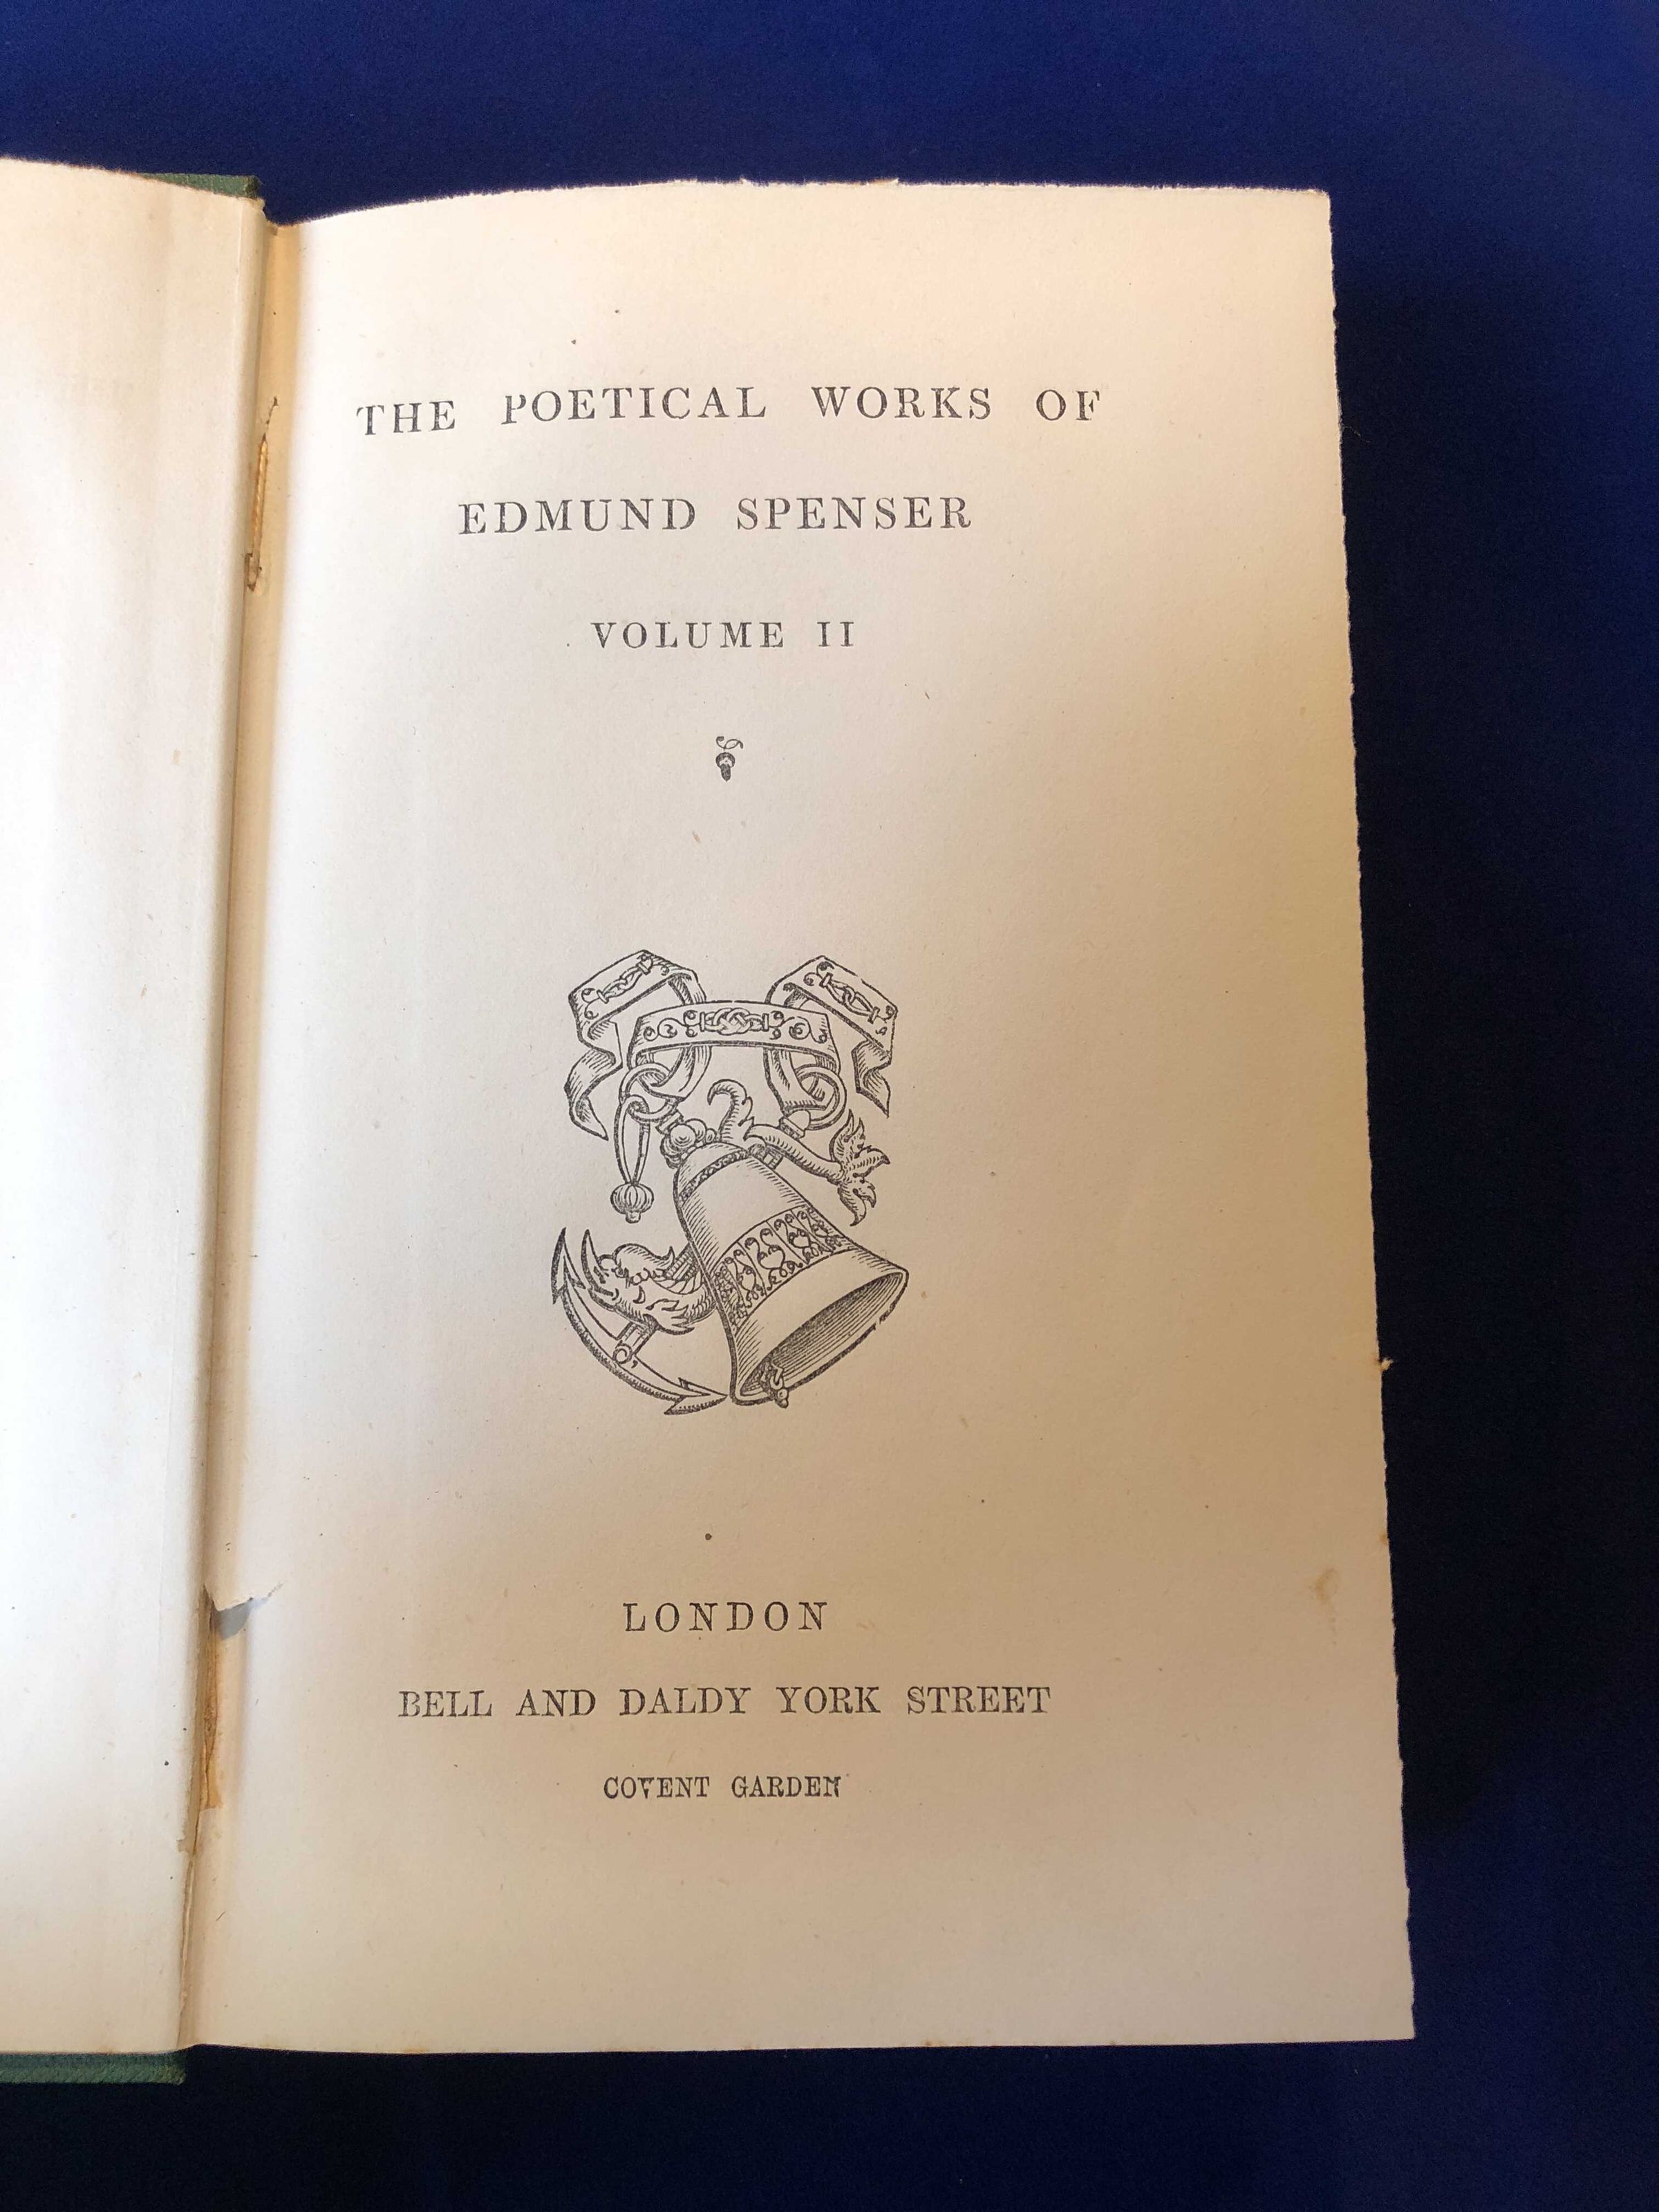 THE POETICAL WORKS OF
EDMUND SPENSER
VOLUME II
LONDON
BELL AND DALDY YORK STREET
COVENT GARDEN